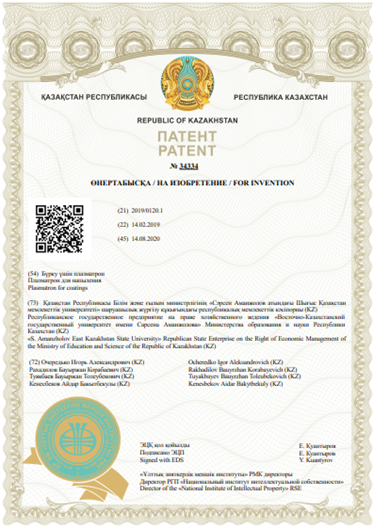 ҚАЗАҚСТАН РЕСПУБЛИКАСЫ
РЕСПУБЛИКА КАЗАХСТАН
REPUBLIC OF KAZAKHSTAN
ПАТЕНТ
PATENT
№ 34334
ӨНЕРТАБЫСҚА / НА ИЗОБРЕТЕНИЕ / FOR INVENTION
(21) 2019/0120.1
(22) 14.02.2019
(45) 14.08.2020
(54) Бүрку үшін плазматрон
Плазматрон для напыления
Plasmatron for coatings
(73) Қазақстан Республикасы Білім және ғылым министрлігінің «Сәрсен Аманжолов атындағы Шығыс Қазақстан
мемлекеттік университеті» шаруашылық жүргізу құқығындағы республикалық мемлекеттік кәсіпорны (KZ)
Республиканское государственное предприятие на праве хозяйственного ведения «Восточно-Казахстанский
государственный университет имени Сарсена Аманжолова» Министерства образования и науки Республики
Казахстан (KZ)
«S. Amanzholov East Kazakhstan State University» Republican State Enterprise on the Right of Economic Management of
the Ministry of Education and Science of the Republic of Kazakhstan (KZ)
(72) Очередько Игорь Александрович (KZ)
Ocheredko Igor Aleksandrovich (KZ)
Рахадилов Бауыржан Корабаевич (KZ)
Rakhadilov Bauyrzhan Korabayevich (KZ)
Туякбаев Бауыржан Толеубекович (KZ)
Tuyakbayev Bauyrzhan Toleubekovich (KZ)
Кенесбеков Айдар Бакытбекулы (KZ)
Kenesbekov Aidar Bakytbekuly (KZ)
ЭЦҚ қол қойылды
Е. Қуантыров
Подписано ЭЦП
Е. Куантыров
Signed with EDS
Y. Kuantyrov
«Ұлттық зияткерлік меншік институты» РМК директоры
Директор РГП «Национальный институт интеллектуальной собственности»
Director of the «National Institute of Intellectual Property» RSE